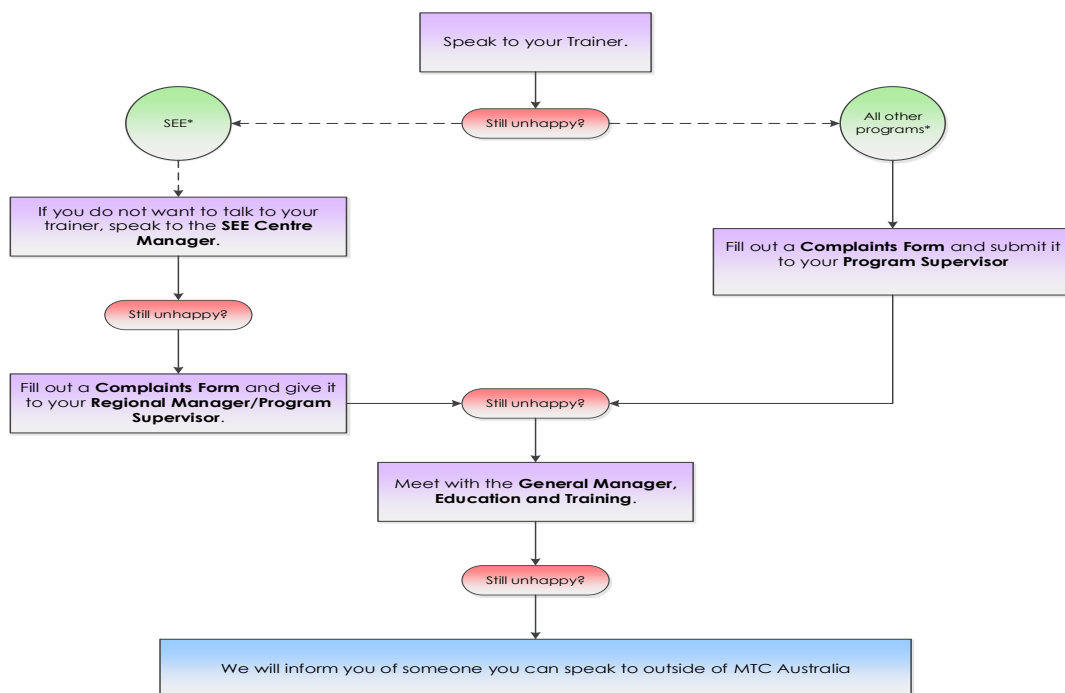 Speak to your Trainer.
SEE*
Still unhappy?
All other
programs*
If you do not want to talk to your
trainer, speak to the SEE Centre
Manager.
Fill out a Complaints Form and submit it
to your Program Supervisor
Still unhappy?
Fill out a Complaints Form and give it
to your Regional Manager/Program
Supervisor.
Still unhappy?
Meet with the General Manager,
Education and Training.
Still unhappy?
We will inform you of someone you can speak to outside of MTC Australia